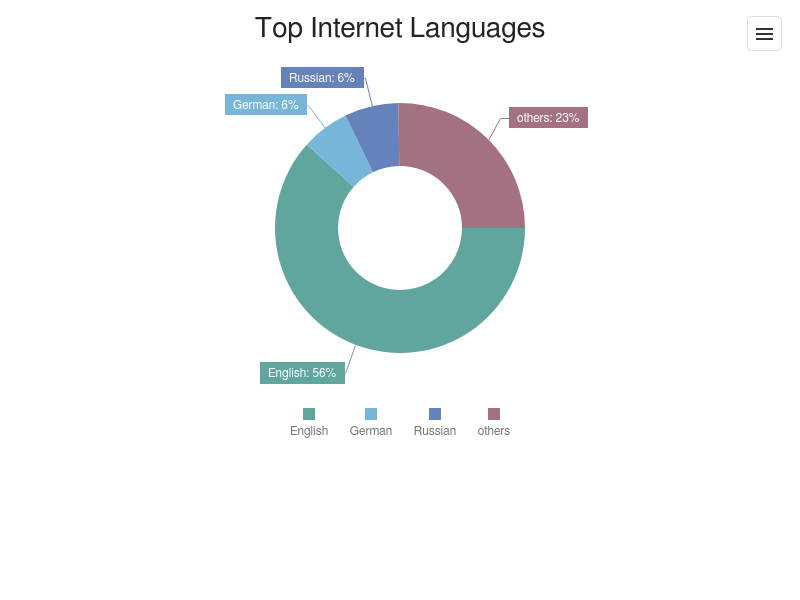 Top Internet Languages
Russian: 6%
German: 6%
others: 23%
English: 56%
English
German
Russian
others